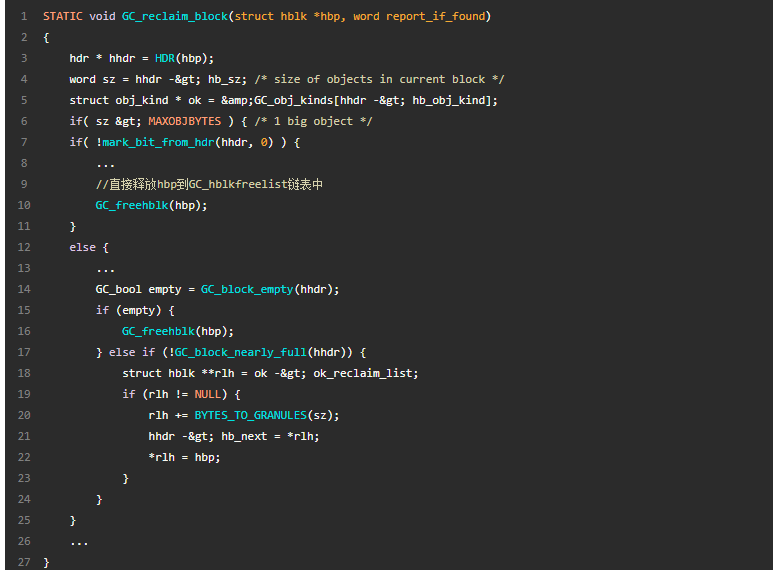 1 STATIC void GC_reclaim_block(struct hblk *hbp, word report_if_found)
2 {
3     hdr * hhdr = HDR(hbp);
4     word sz = hhdr -&gt; hb_sz; /* size of objects in current block */
5     struct obj_kind * ok = &amp;GC_obj_kinds[hhdr -&gt; hb_obj_kind];
6     if( sz &gt; MAXOBJBYTES ) { /* 1 big object */
7     if( !mark_bit_from_hdr(hhdr, 0) ) {
8         ...
9         //直接释放hbp到GC_hblkfreelist链表中
10         GC_freehblk(hbp);
11     }
12     else {
13         ...
14         GC_bool empty = GC_block_empty(hhdr);
15         if (empty) {
16             GC_freehblk(hbp);
17         } else if (!GC_block_nearly_full(hhdr)) {
18             struct hblk **rlh = ok -&gt; ok_reclaim_list;
19             if (rlh != NULL) {
20                 rlh += BYTES_TO_GRANULES(sz);
21                 hhdr -&gt; hb_next = *rlh;
22                 *rlh = hbp;
23             }
24         }
25     }
26     ...
27 }